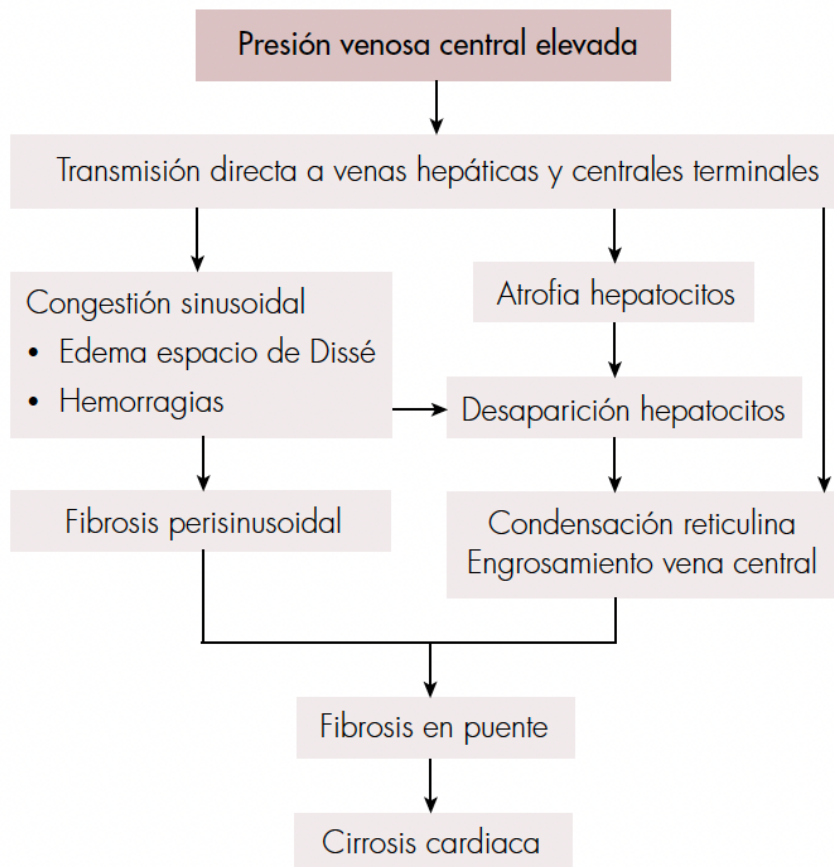 Presión venosa central elevada
Transmisión directa a venas hepáticas y centrales terminales
Congestión sinusoidal
• Edema espacio de Dissé
• Hemorragias
Atrofia hepatocitos
Desaparición hepatocitos
Fibrosis perisinusoidal
Condensación reticulina
Engrosamiento vena central
Fibrosis en puente
Cirrosis cardiaca